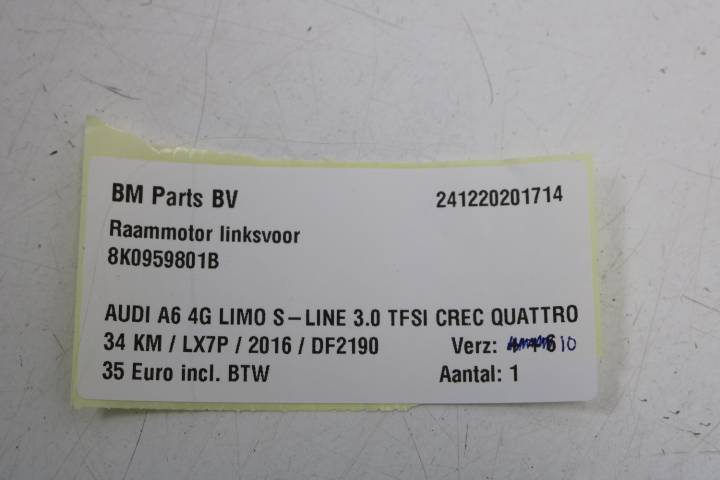 BM Parts BV 241220201714
Raammotor linksvoor
8K0959801B
AUDI A6 4G LIMO S-LINE 3.0 TFSI CREC QUATTRO
34 KM / LX7P / 2016 / DF2190 Verz: 10
35 Euro incl. BTW Aantal: 1